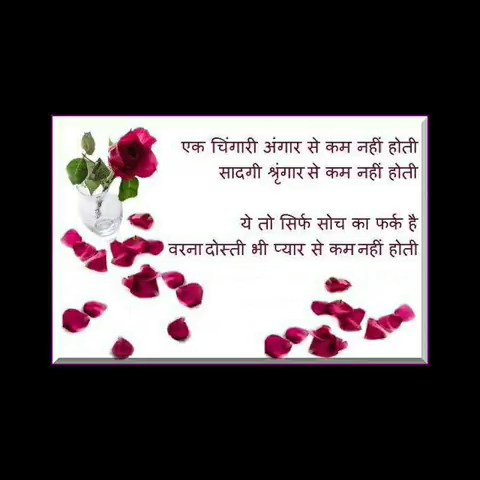 एक चिंगारी अंगार से कम नहीं होती
सादगी श्रृंगार से कम नहीं होती
ये तो सिर्फ सोच का फर्क है
वरना दोस्ती भी प्यार से कम नहीं होती